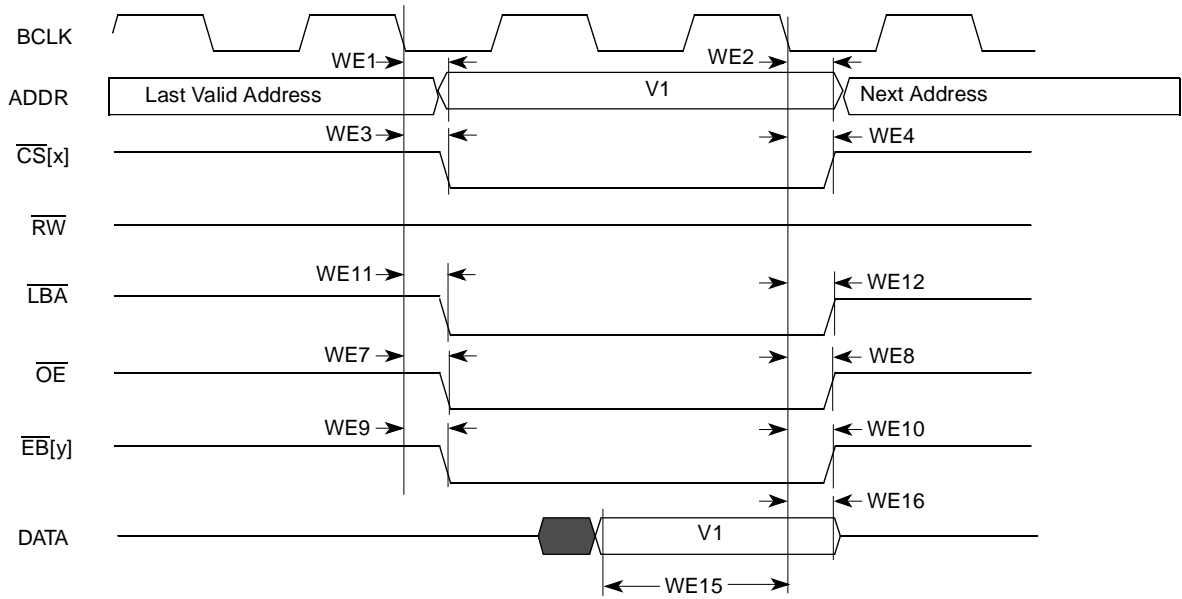 BCLK
WE1
WE2
ADDR
Last Valid Address
V1
Next Address
WE3
WE4
CS[x]
RW
WE11
WE12
LBA
WE7
WE8
OE
WE9
WE10
EB[y]
WE16
DATA
V1
WE15